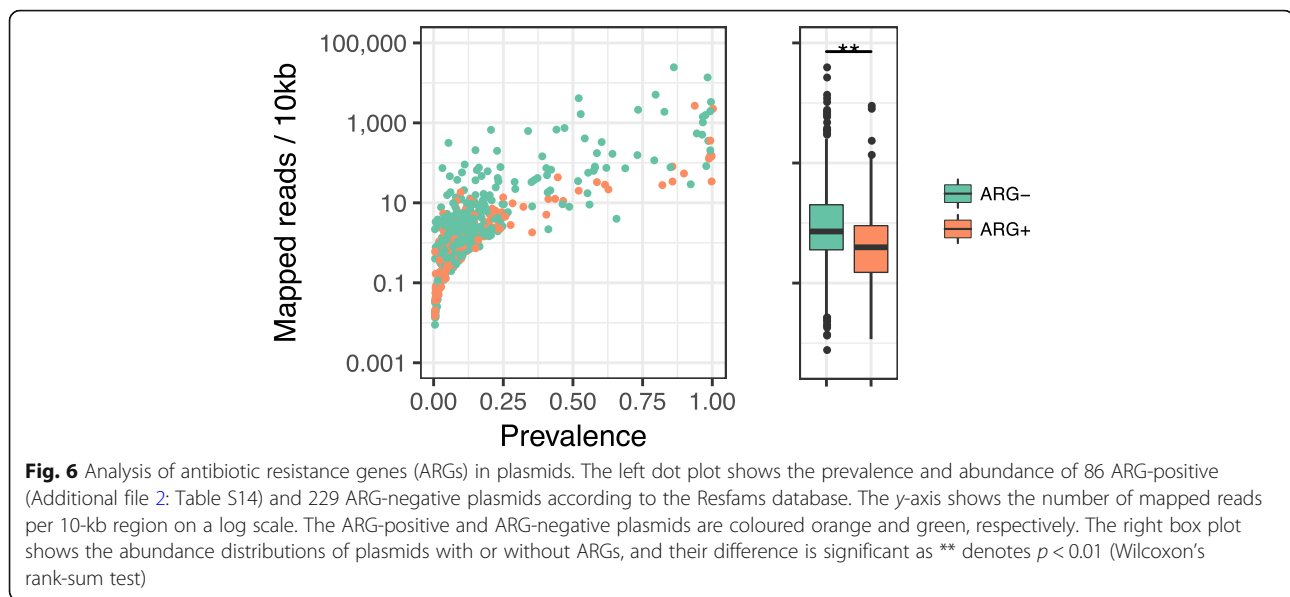 100,000
1,000
10
0.1
0.001
Mapped reads / 10kb
0.00 0.25 0.50 0.75 1.00
Prevalence
**
ARG−
ARG+
Fig. 6 Analysis of antibiotic resistance genes (ARGs) in plasmids. The left dot plot shows the prevalence and abundance of 86 ARG-positive
(Additional file 2: Table S14) and 229 ARG-negative plasmids according to the Resfams database. The y-axis shows the number of mapped reads
per 10-kb region on a log scale. The ARG-positive and ARG-negative plasmids are coloured orange and green, respectively. The right box plot
shows the abundance distributions of plasmids with or without ARGs, and their difference is significant as ** denotes p < 0.01 (Wilcoxon's
rank-sum test)